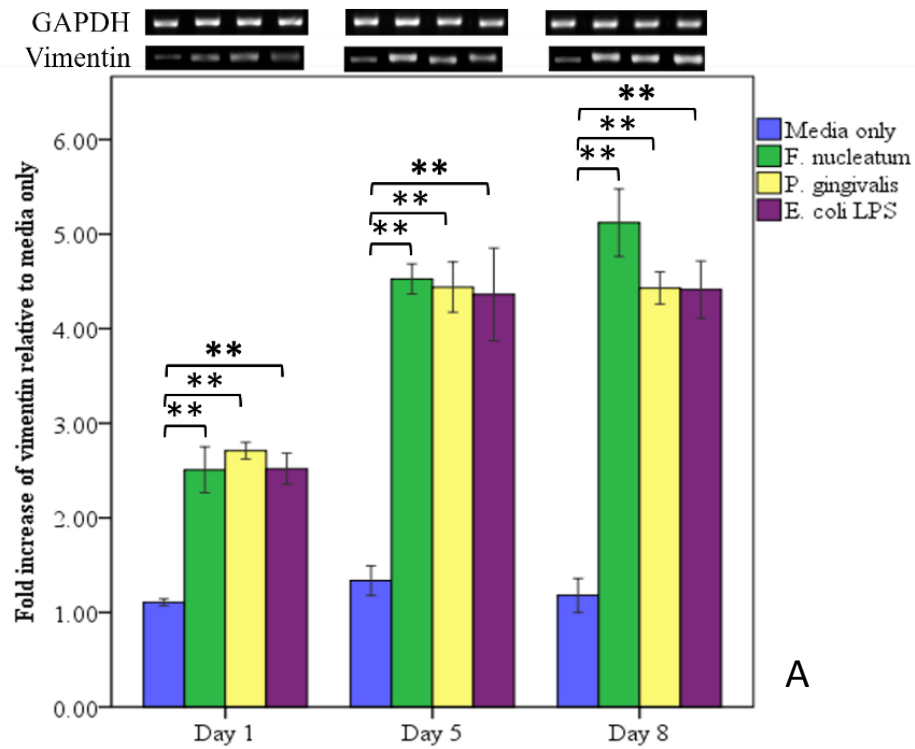 GAPDH
Vimentin
Fold increase of vimentin relative to media only
6.00
5.00
4.00
3.00
2.00
1.00
0.00
**
**
**
**
**
**
**
**
**
Media only
F. nucleatum
P. gingivalis
E. coli LPS
A
Day 1
Day 5
Day 8